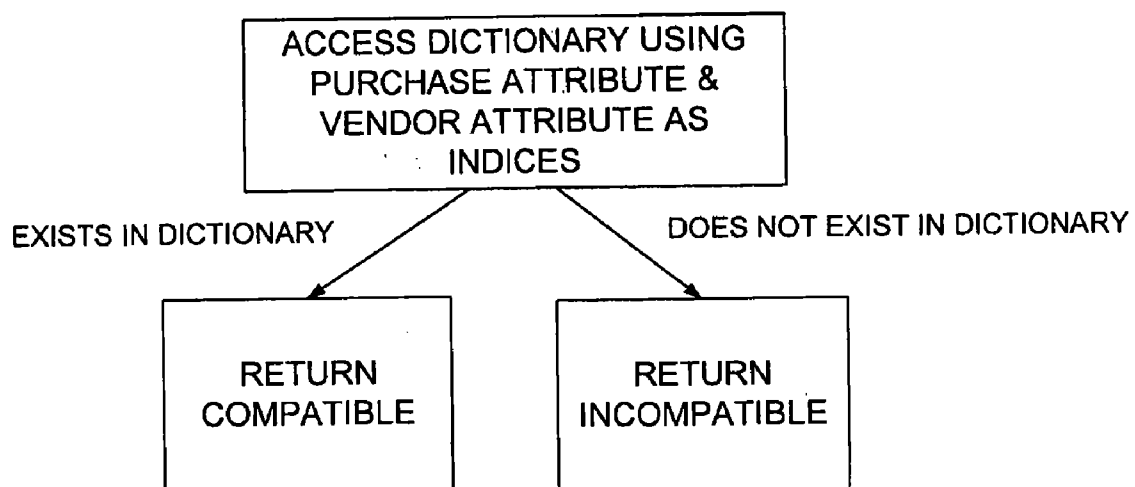 ACCESS DICTIONARY USING
PURCHASE ATTRIBUTE &
VENDOR ATTRIBUTE AS
INDICES
EXISTS IN DICTIONARY
DOES NOT EXIST IN DICTIONARY
RETURN
COMPATIBLE
RETURN
INCOMPATIBLE